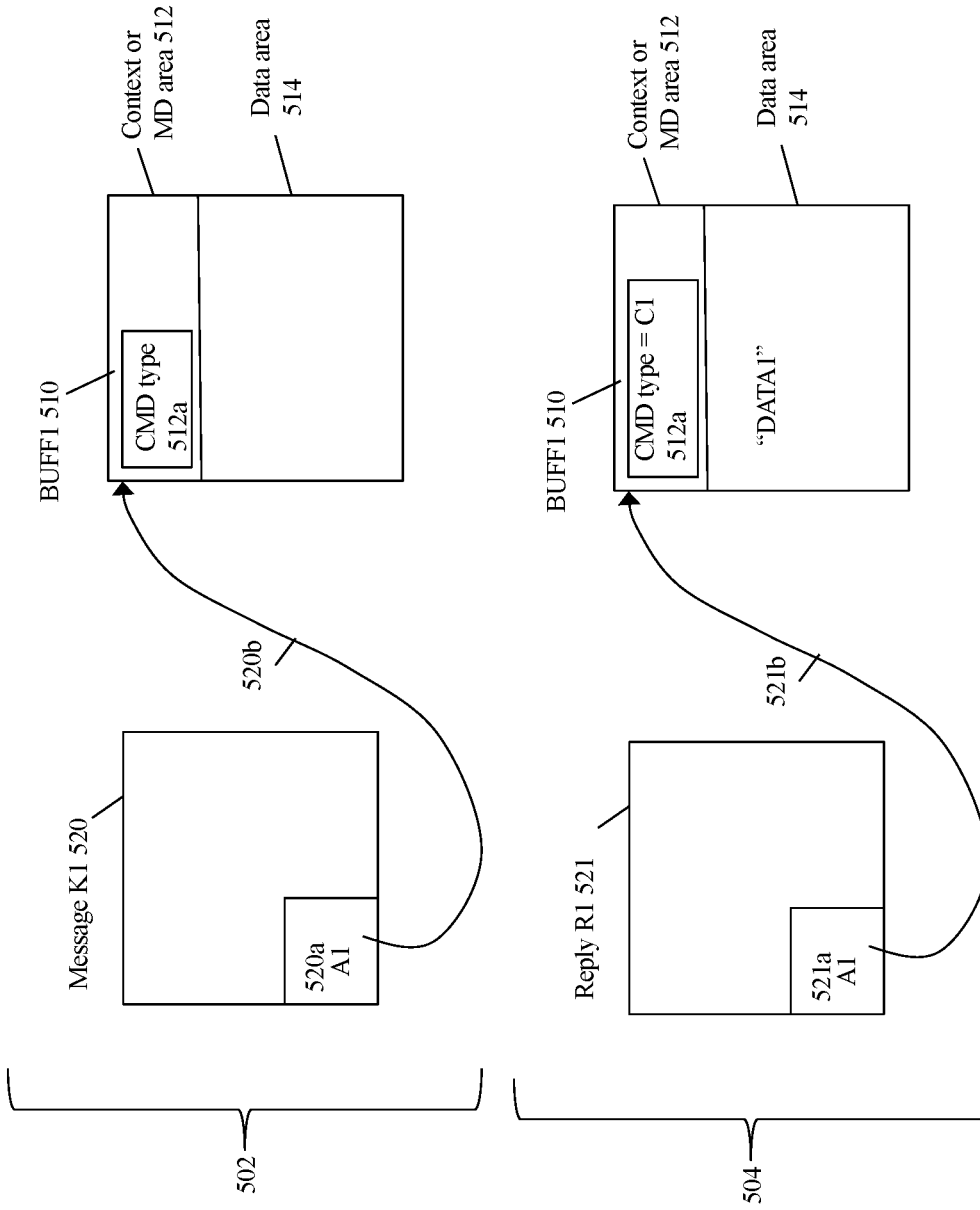 502
Message K1 520
520a
A1
520b
BUFF1 510
CMD type
512a
Context or
MD area 512
Data area
514
504
Reply R1 521
521a
A1
521b
BUFF1 510
CMD type = C1
512a
“DATA1”
Context or
MD area 512
Data area
514